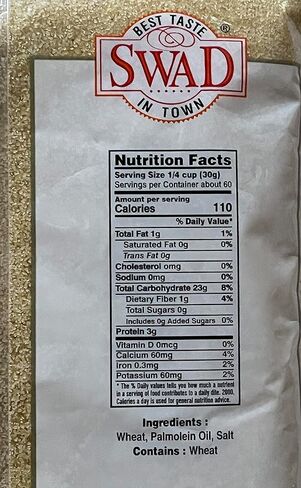 BEST TASTE
®
SWAD
IN TOWN
Nutrition Facts
Serving Size 1/4 cup (30g)
Servings per Container about 60
Amount per serving
Calories 110
% Daily Value*
Total Fat 1g 1%
Saturated Fat 0g 0%
Trans Fat 0g
Cholesterol omg 0%
Sodium 0mg 0%
Total Carbohydrate 23g 8%
Dietary Fiber 1g 4%
Total Sugars 0g
Includes 0g Added Sugars 0%
Protein 3g
Vitamin D 0mcg 0%
Calcium 60mg 4%
Iron 0.3mg 2%
Potassium 60mg 2%
* The % Daily values tells you how much a nutrient
in a serving of food contributes to a daily dite. 2000,
Calories a day is used for general nutrition advice.
Ingredients :
Wheat, Palmolein Oil, Salt
Contains : Wheat